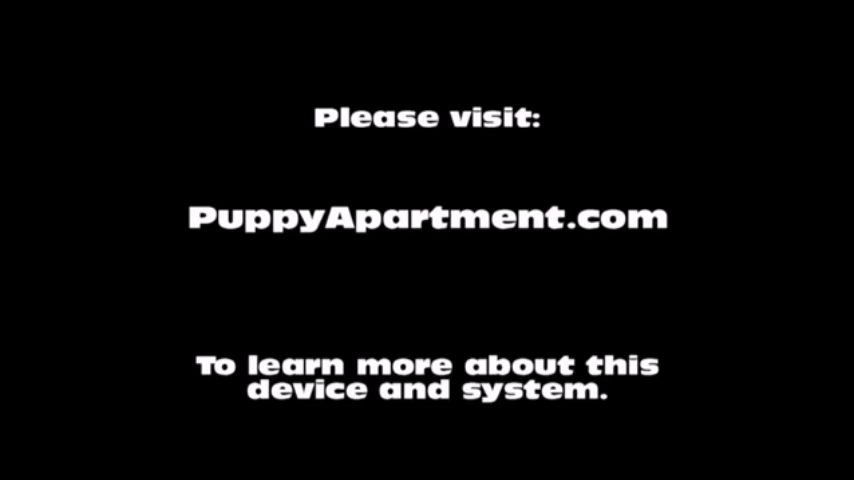 Please visit:
PuppyApartment.com
To learn more about this
device and system.